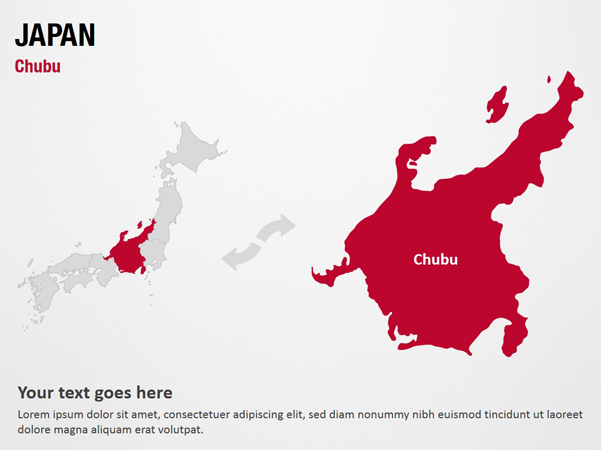 JAPAN
Chubu
Chubu
Your text goes here
Lorem ipsum dolor sit amet, consectetuer adipiscing elit, sed diam nonummy nibh euismod tincidunt ut laoreet
dolore magna aliquam erat volutpat.